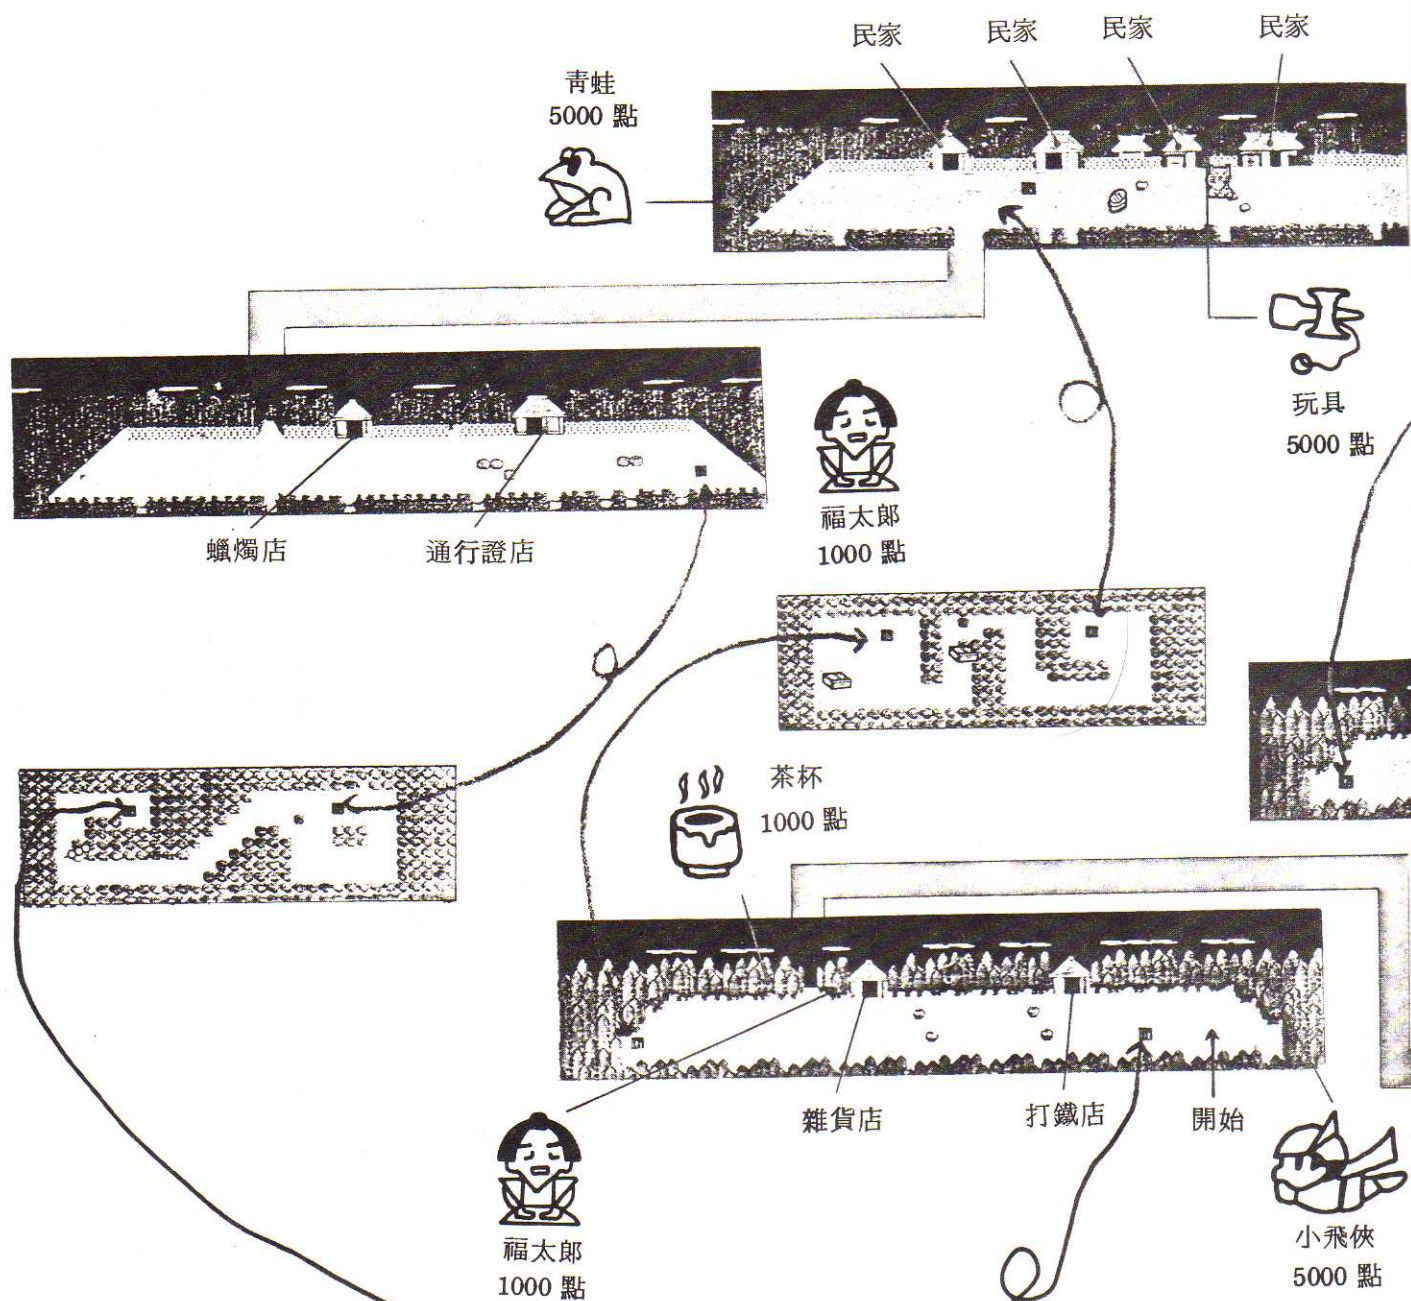 民家
民家
民家
民家
靑蛙
5000 點
玩具
5000 點
福太郎
1000 點
蠟燭店
通行證店
茶杯
1000 點
雜貨店
打鐵店
開始
福太郎
1000 點
小飛俠
5000 點